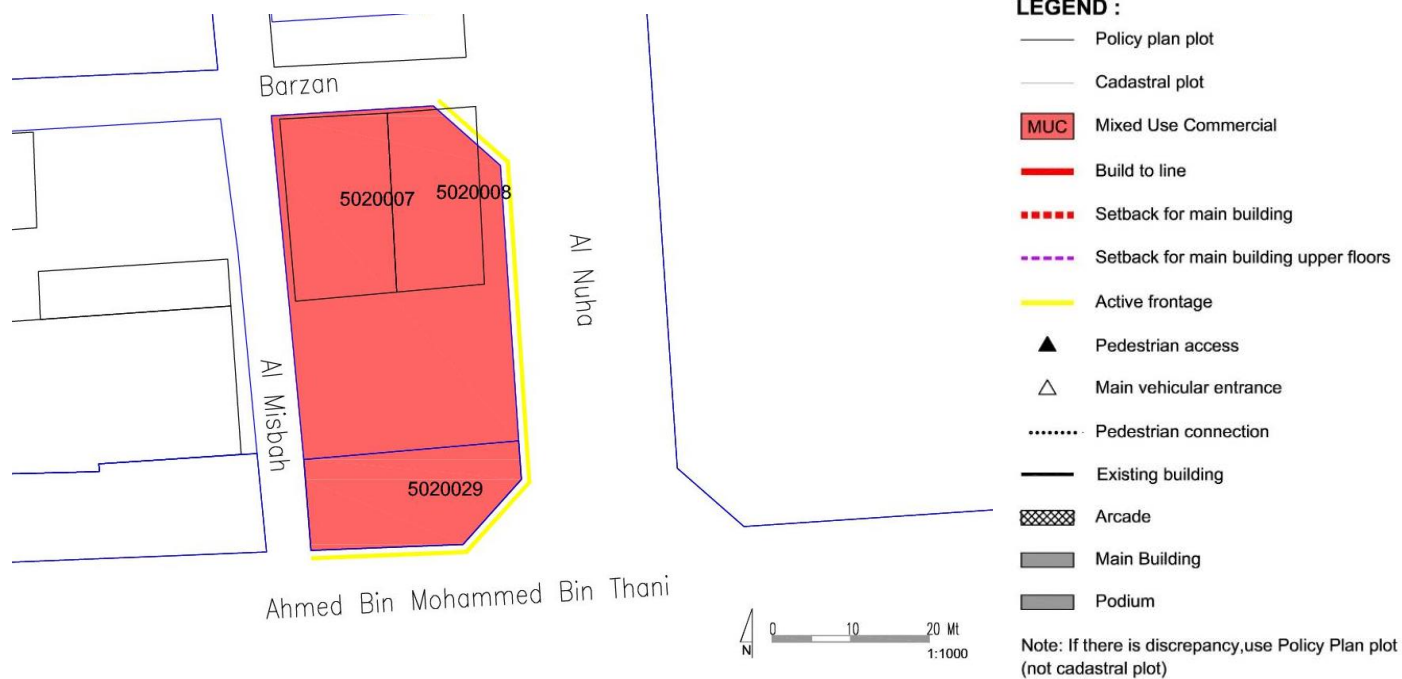 Barzan
5020007
5020008
Al Nuha
Al Misbah
5020029
Ahmed Bin Mohammed Bin Thani
N
0 10 20 Mt
1:1000
LEGEND :
Policy plan plot
Cadastral plot
MUC Mixed Use Commercial
Build to line
Setback for main building
Setback for main building upper floors
Active frontage
Pedestrian access
Main vehicular entrance
Pedestrian connection
Existing building
Arcade
Main Building
Podium
Note: If there is discrepancy,use Policy Plan plot
(not cadastral plot)